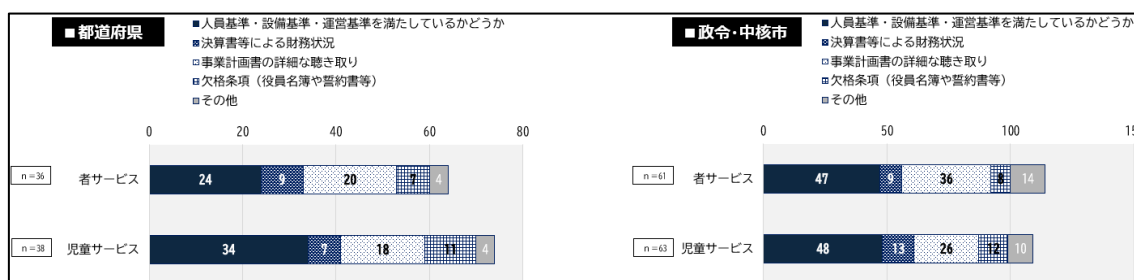 ■都道府県
■人員基準・設備基準・運営基準を満たしているかどうか
決算書等による財務状況
事業計画書の詳細な聴き取り
欠格条項（役員名簿や誓約書等）
その他
0 20 40 60 80
n=36 者サービス 24 9 20 7 4
n=38 児童サービス 34 7 18 11 4
■政令・中核市
■人員基準・設備基準・運営基準を満たしているかどうか
決算書等による財務状況
事業計画書の詳細な聴き取り
欠格条項（役員名簿や誓約書等）
その他
0 50 100 15
n=61 者サービス 47 9 36 8 14
n=63 児童サービス 48 13 26 12 10